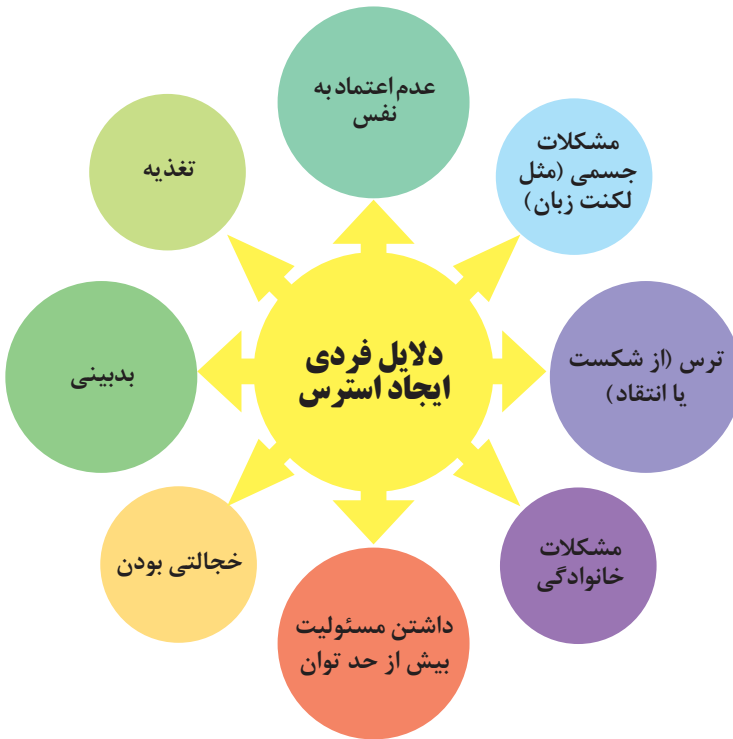 دلایل فردی
ایجاد استرس
عدم اعتماد به
نفس
مشکلات
جسمی (مثل
لکنت زبان)
ترس (از شکست
یا انتقاد)
مشکلات
خانوادگی
داشتن مسئولیت
بیش از حد توان
خجالتی بودن
بدبینی
تغذیه